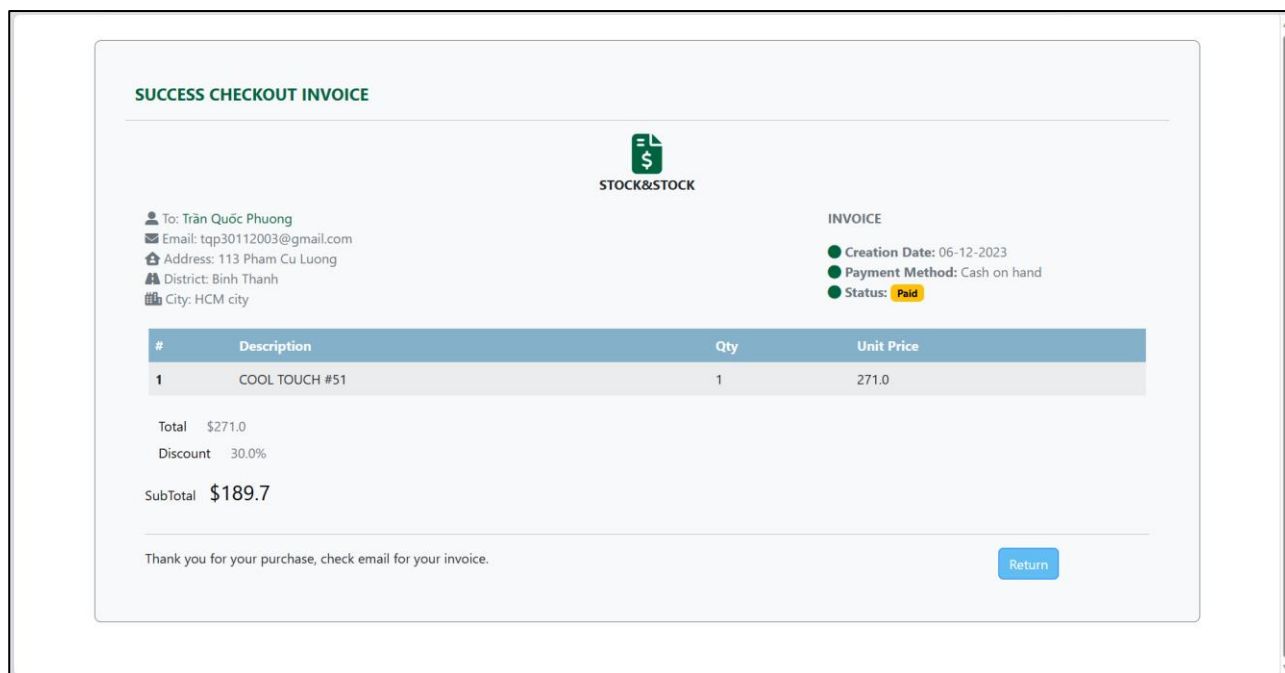 SUCCESS CHECKOUT INVOICE
$
STOCK&STOCK
To: Trần Quốc Phuong
Email: tqp30112003@gmail.com
Address: 113 Pham Cu Luong
District: Binh Thanh
City: HCM city
INVOICE
Creation Date: 06-12-2023
Payment Method: Cash on hand
Status: Paid
# Description Qty Unit Price
1 COOL TOUCH #51 1 271.0
Total $271.0
Discount 30.0%
SubTotal $189.7
Thank you for your purchase, check email for your invoice.
Return